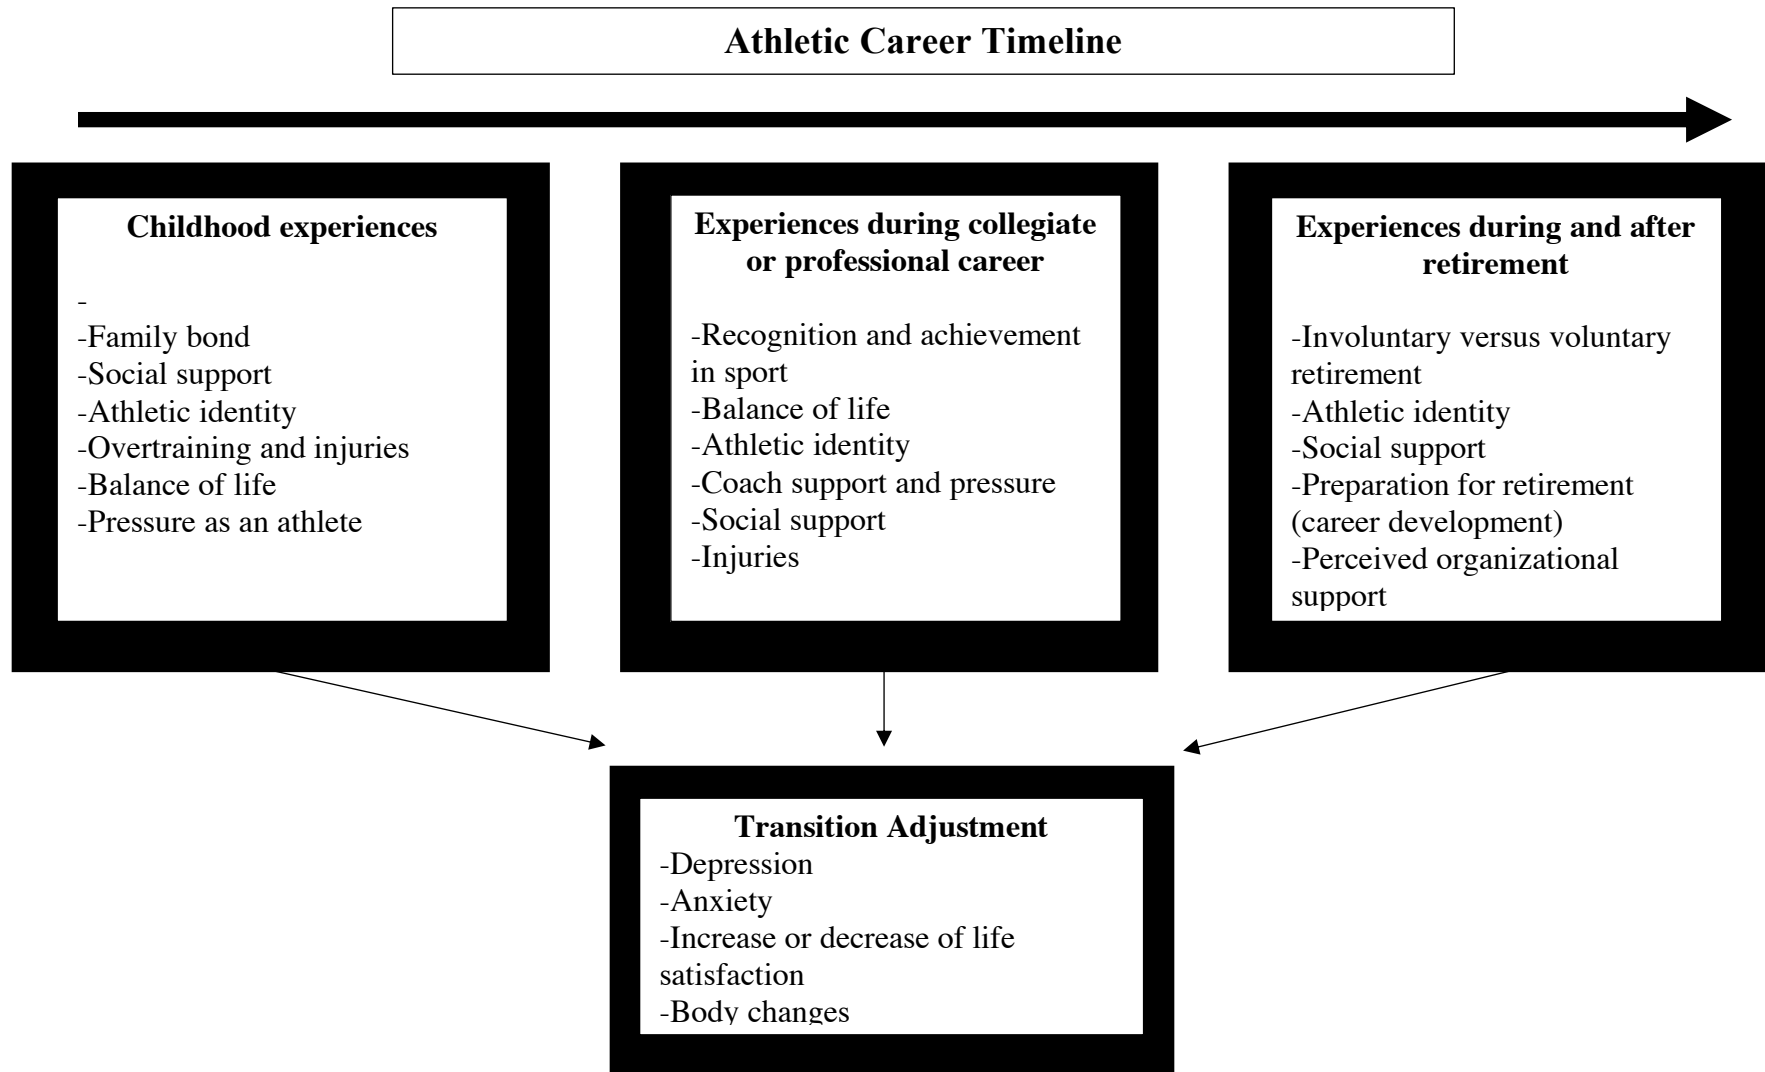 Athletic Career Timeline
Childhood experiences
-
-Family bond
-Social support
-Athletic identity
-Overtraining and injuries
-Balance of life
-Pressure as an athlete
Experiences during collegiate
or professional career
-Recognition and achievement
in sport
-Balance of life
-Athletic identity
-Coach support and pressure
-Social support
-Injuries
Experiences during and after
retirement
-Involuntary versus voluntary
retirement
-Athletic identity
-Social support
-Preparation for retirement
(career development)
-Perceived organizational
support
Transition Adjustment
-Depression
-Anxiety
-Increase or decrease of life
satisfaction
-Body changes